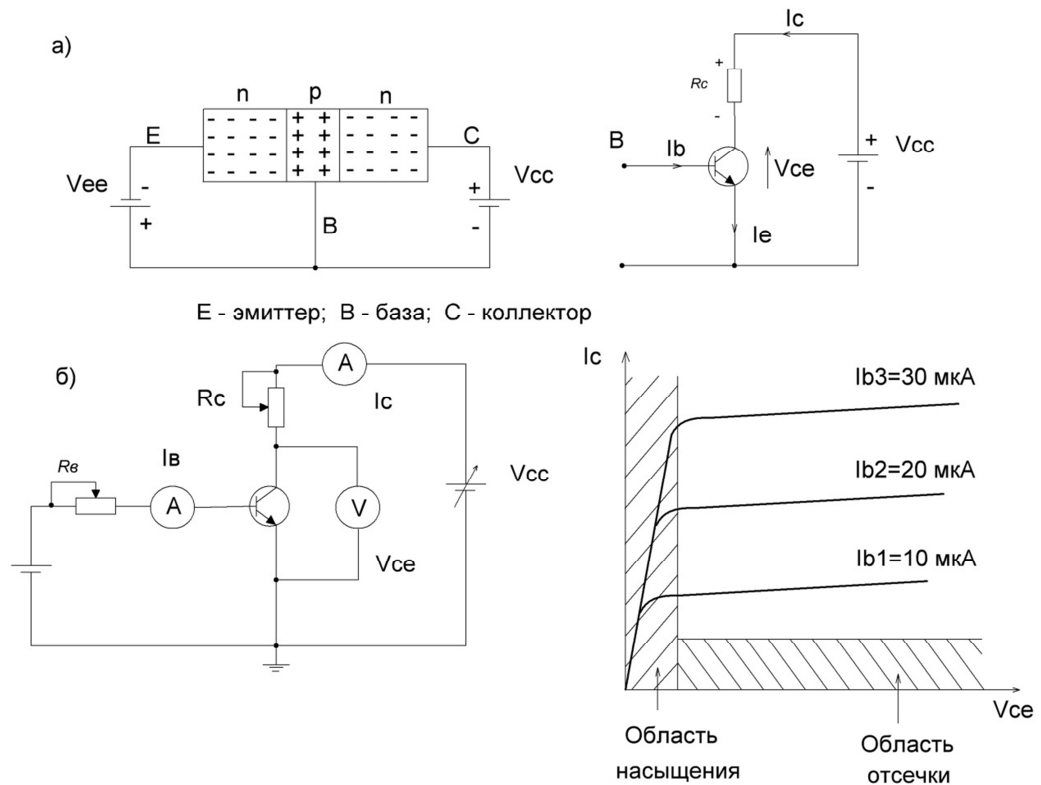 а)
n p n
E
C
Vee
-
+
B
Vcc
+
-
Ic
+
Rc
-
B
Ib
Vce
Ie
+
Vcc
-
E - эмиттер; B - база; C - коллектор
б)
Rc
A
Ic
Rв
Iв
A
V
Vcc
Vce
Ic
Ib3=30 мкА
Ib2=20 мкА
Ib1=10 мкА
Vce
Область
насыщения
Область
отсечки